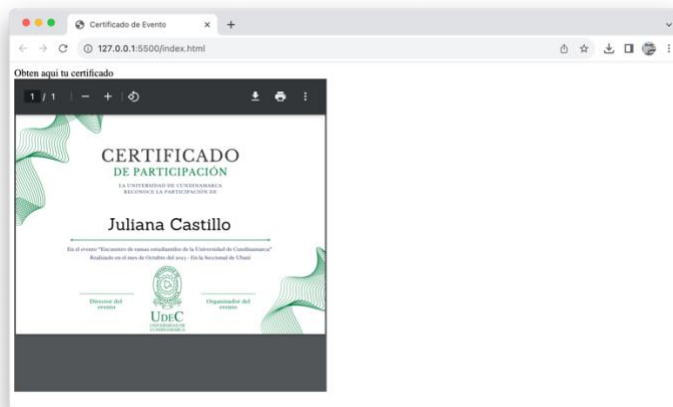 Certificado de Evento
127.0.0.1:5500/index.html
Obten aqui tu certificado
1 / 1
CERTIFICADO
DE PARTICIPACIÓN
LA UNIVERSIDAD DE CUNDINAMARCA
RECONOCE LA PARTICIPACIÓN DE
Juliana Castillo
En el evento "Encuentro de ramas estudiantiles de la Universidad de Cundinamarca"
Realizado en el mes de Octubre del 2023 - En la Seccional de Ubaté
Director del
evento
Organizador del
evento
UDEC
UNIVERSIDAD DE
CUNDINAMARCA